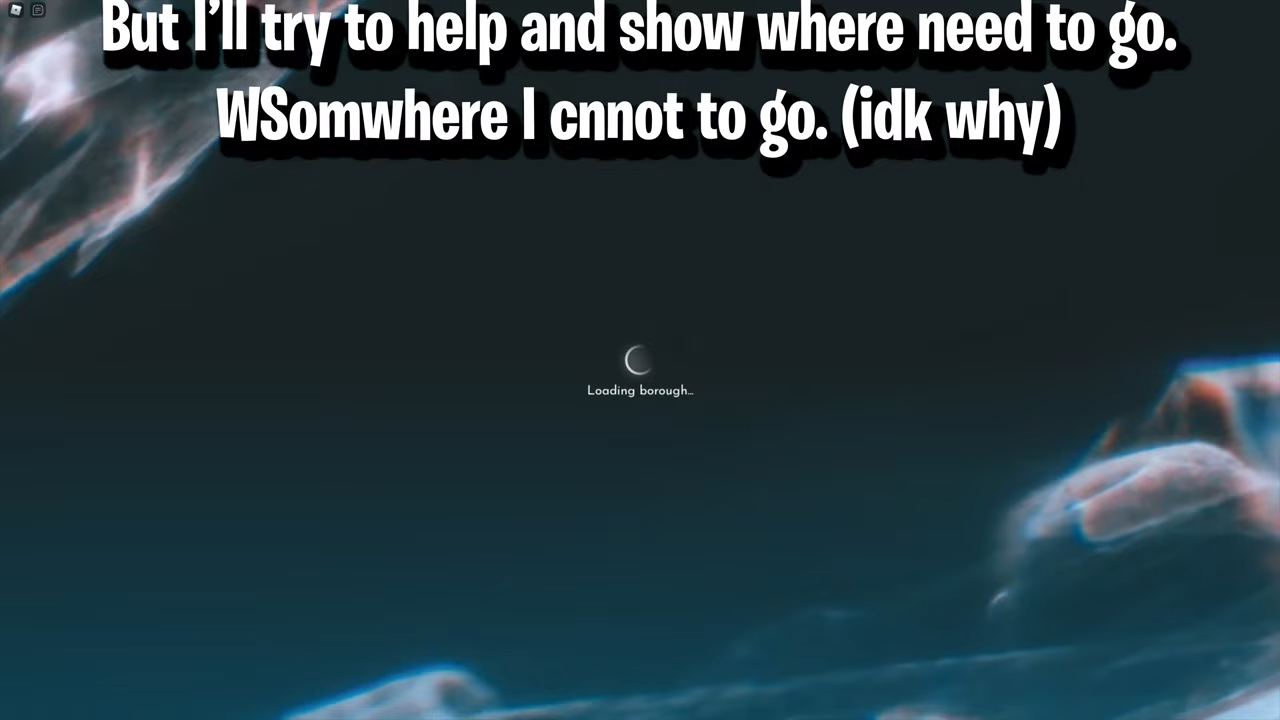 But I'll try to help and show where need to go.
WSomwhere I cnnot to go. (idk why)
Loading borough...